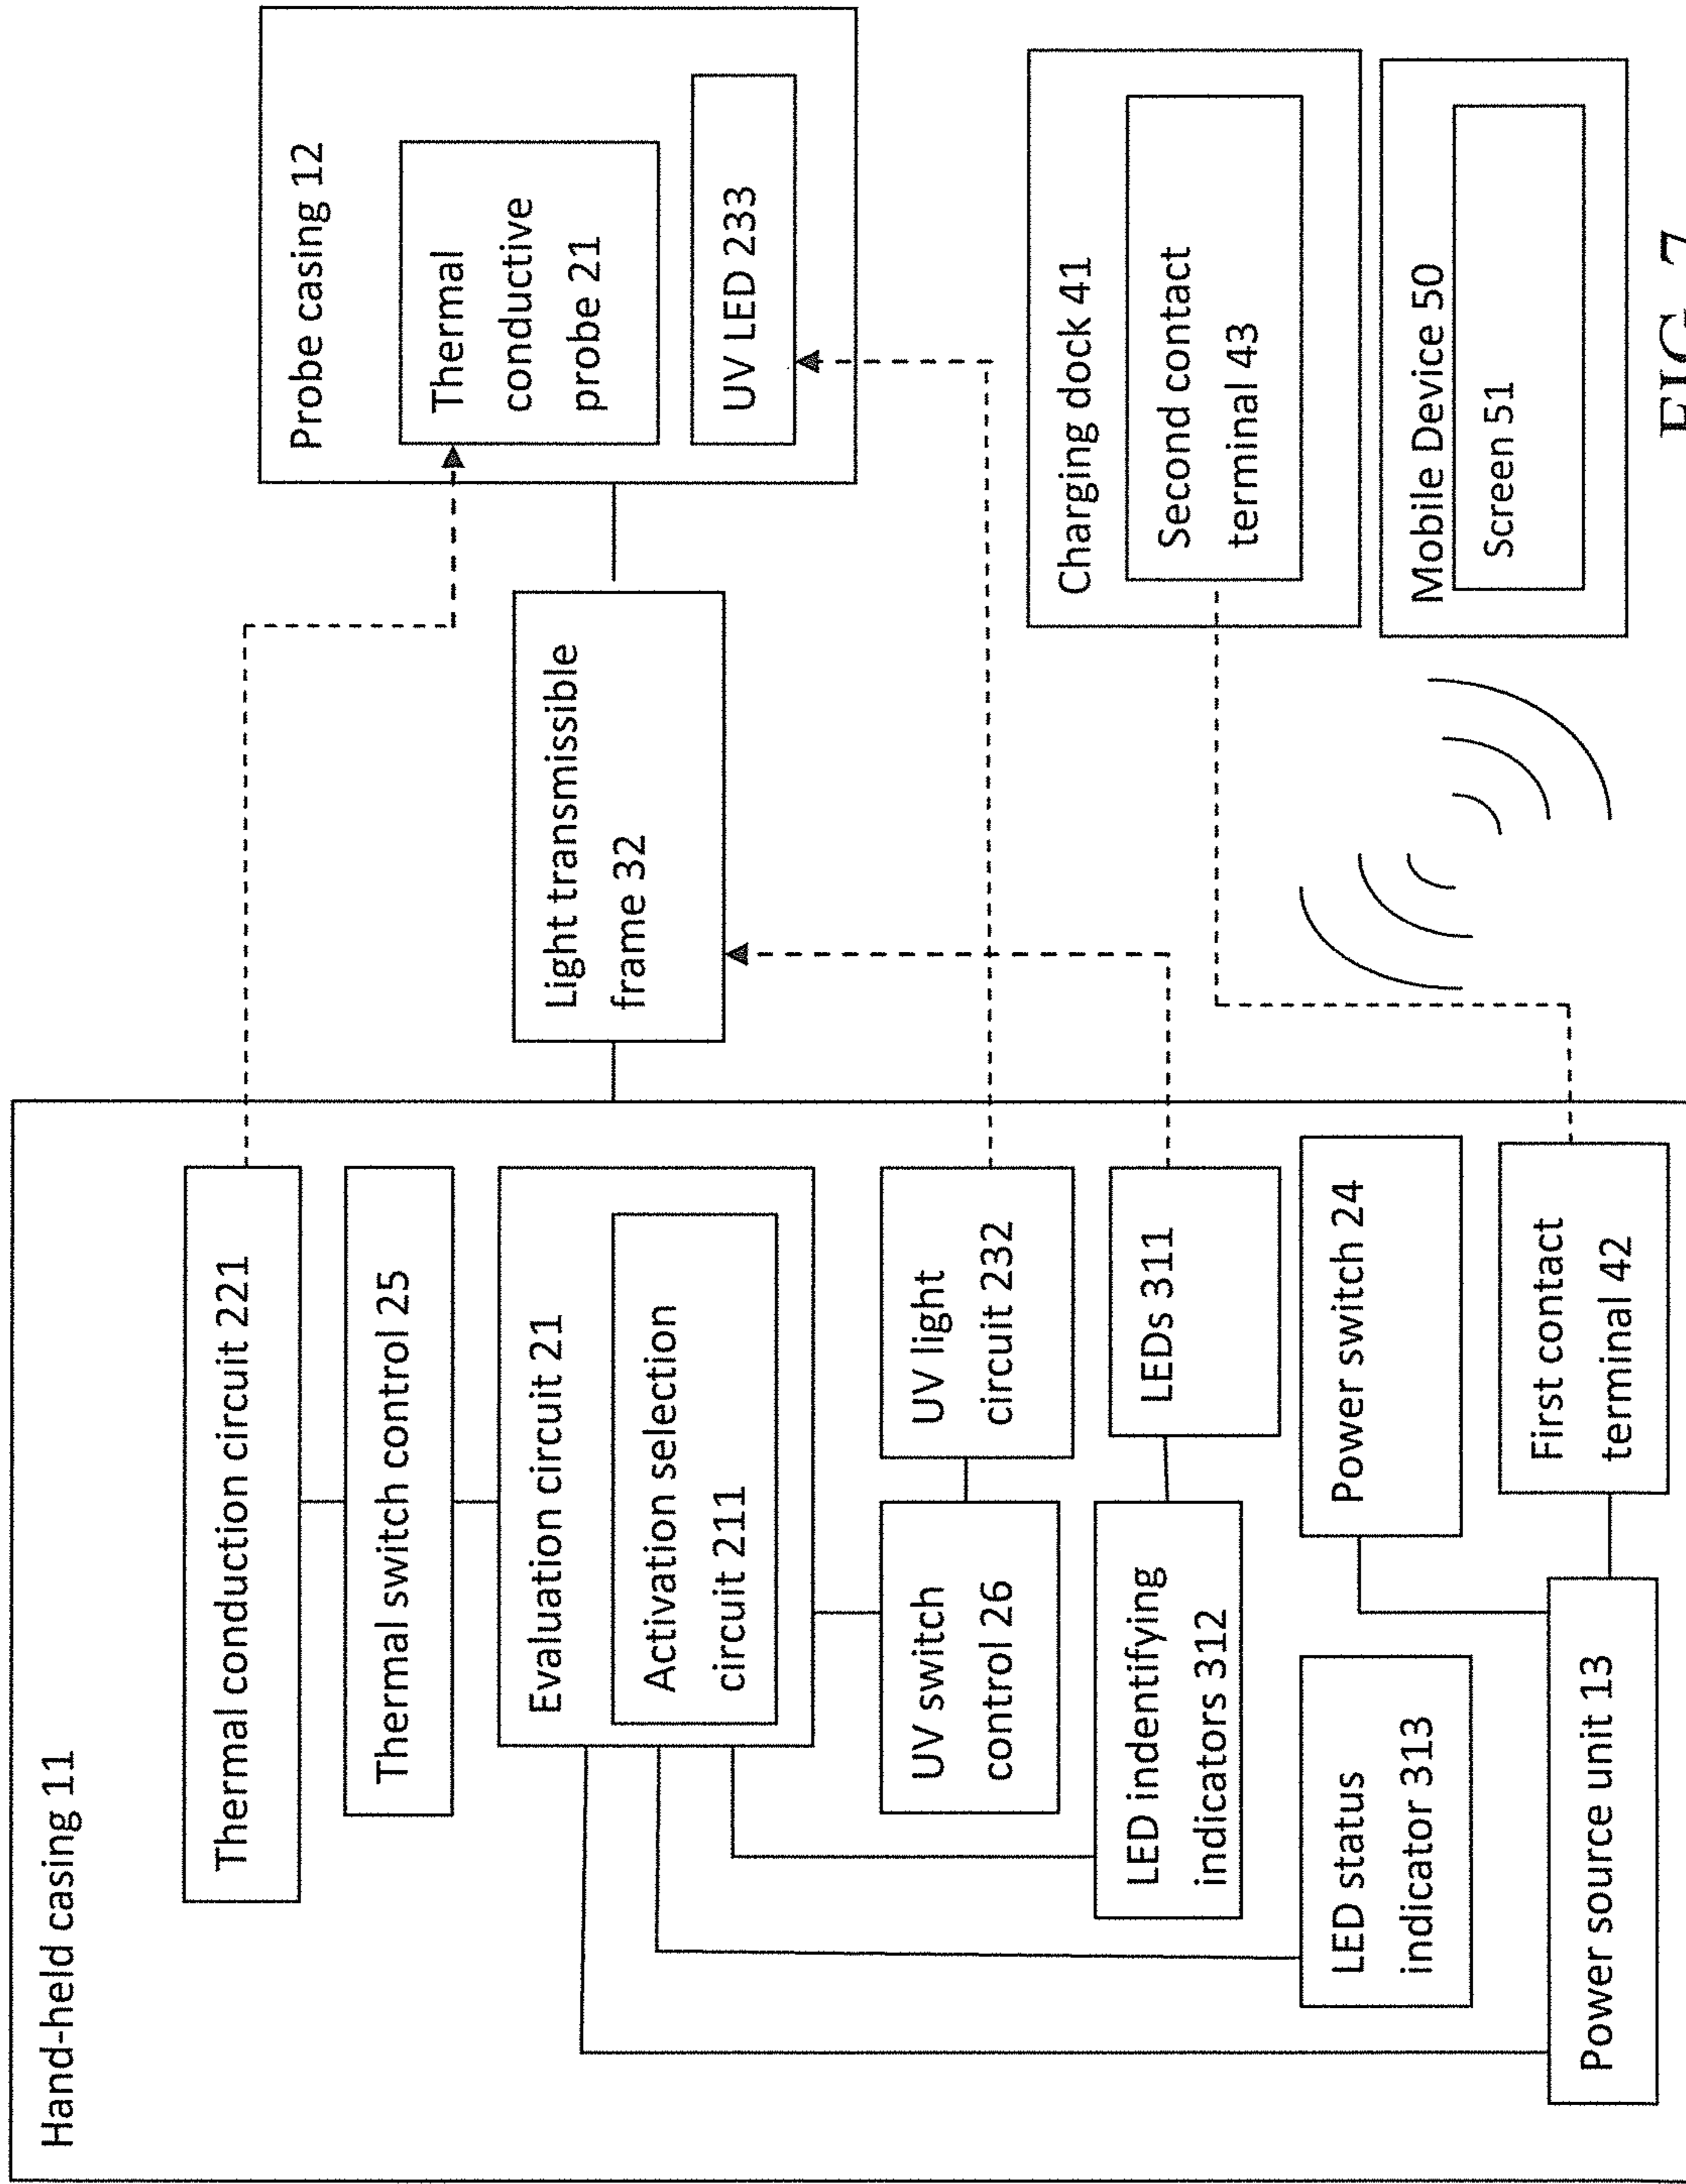 Hand-held casing 11
Thermal conduction circuit 221
Thermal switch control 25
Evaluation circuit 21
Activation selection
circuit 211
UV switch
control 26
UV light
circuit 232
LED indentifying
indicators 312
LEDs 311
LED status
indicator 313
Power switch 24
Power source unit 13
First contact
terminal 42
Light transmissible
frame 32
Probe casing 12
Thermal
conductive
probe 21
UV LED 233
Charging dock 41
Second contact
terminal 43
Mobile Device 50
Screen 51
FIG. 7